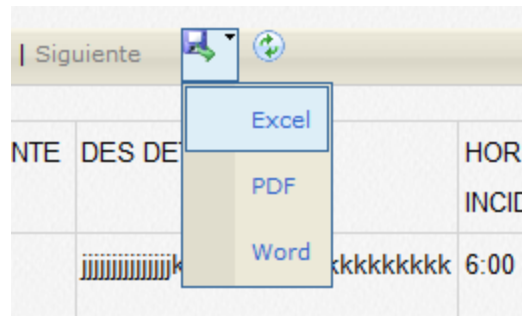 | Siguiente
Excel
NTE DES DE HOR
PDF INCID
Word
6:00